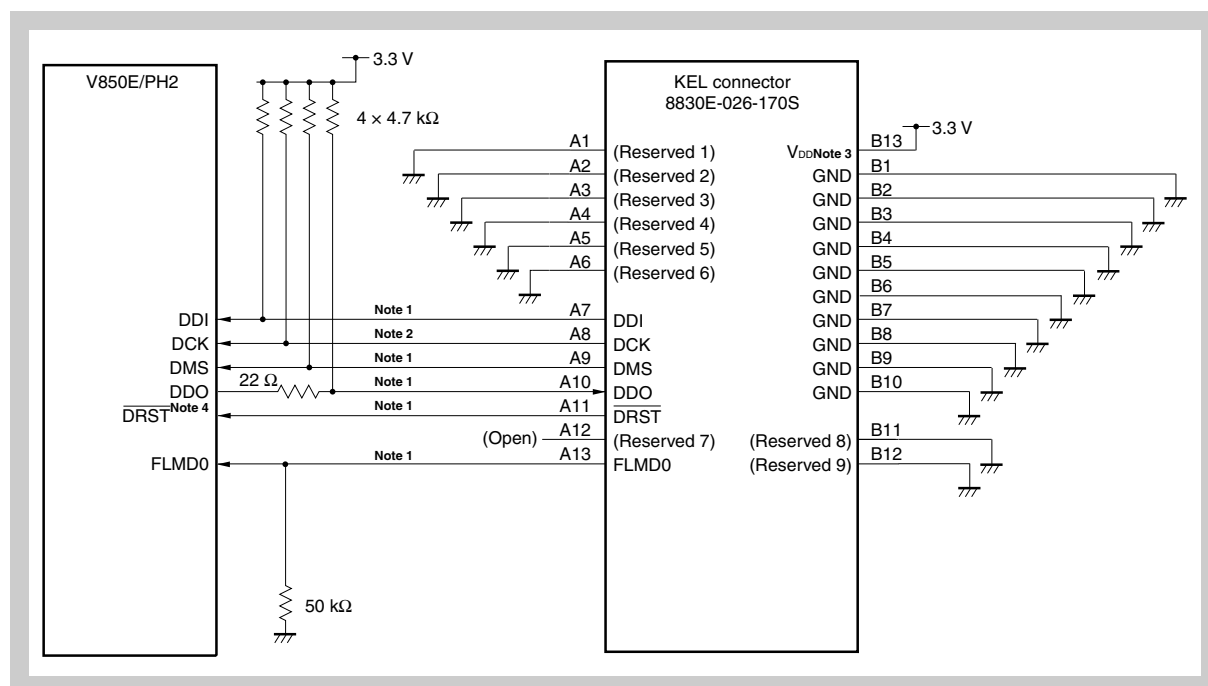 V850E/PH2
3.3 V
4 × 4.7 kΩ
KEL connector
8830E-026-170S
A1 (Reserved 1)
A2 (Reserved 2)
A3 (Reserved 3)
A4 (Reserved 4)
A5 (Reserved 5)
A6 (Reserved 6)
VDDNote 3 B13 3.3 V
GND B1
GND B2
GND B3
GND B4
GND B5
GND B6
GND B7
GND B8
GND B9
GND B10
DDI Note 1 A7 DDI
DCK Note 2 A8 DCK
DMS Note 1 A9 DMS
DDO 22 Ω Note 1 A10 DDO
DRST Note 4 Note 1 A11 DRST
(Open) A12 (Reserved 7)
FLMD0 Note 1 A13 FLMD0
(Reserved 8) B11
(Reserved 9) B12
50 kΩ